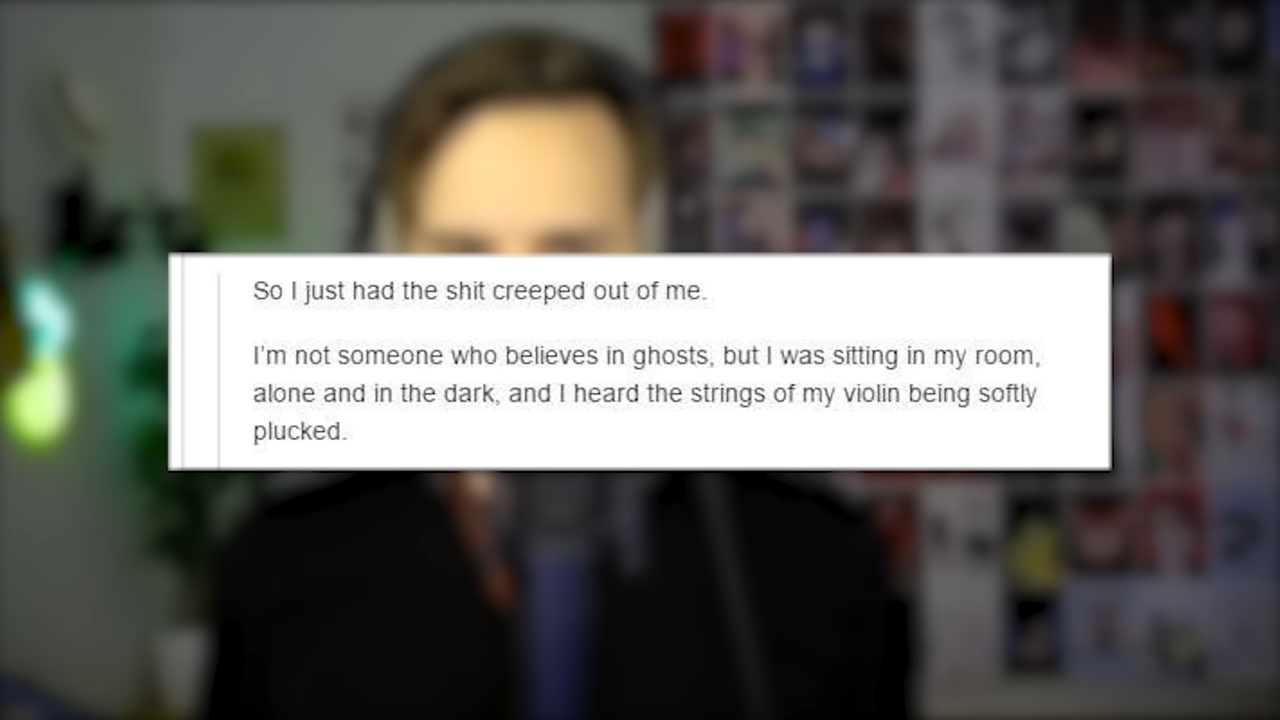 So I just had the shit creeped out of me.
I'm not someone who believes in ghosts, but I was sitting in my room,
alone and in the dark, and I heard the strings of my violin being softly
plucked.